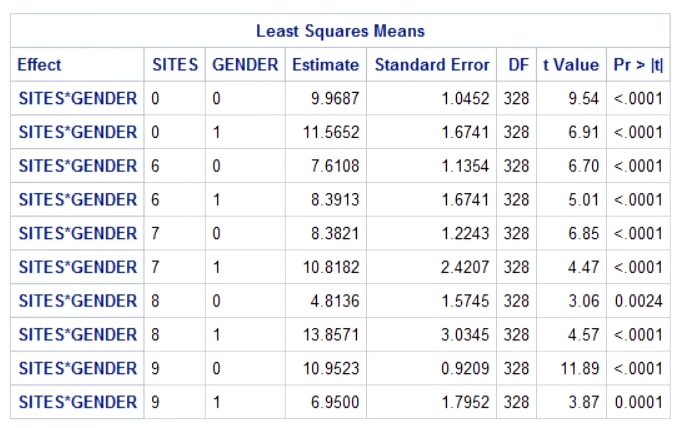 Least Squares Means
Effect SITES GENDER Estimate Standard Error DF t Value Pr > |t|
SITES*GENDER 0 0 9.9687 1.0452 328 9.54 <.0001
SITES*GENDER 0 1 11.5652 1.6741 328 6.91 <.0001
SITES*GENDER 6 0 7.6108 1.1354 328 6.70 <.0001
SITES*GENDER 6 1 8.3913 1.6741 328 5.01 <.0001
SITES*GENDER 7 0 8.3821 1.2243 328 6.85 <.0001
SITES*GENDER 7 1 10.8182 2.4207 328 4.47 <.0001
SITES*GENDER 8 0 4.8136 1.5745 328 3.06 0.0024
SITES*GENDER 8 1 13.8571 3.0345 328 4.57 <.0001
SITES*GENDER 9 0 10.9523 0.9209 328 11.89 <.0001
SITES*GENDER 9 1 6.9500 1.7952 328 3.87 0.0001